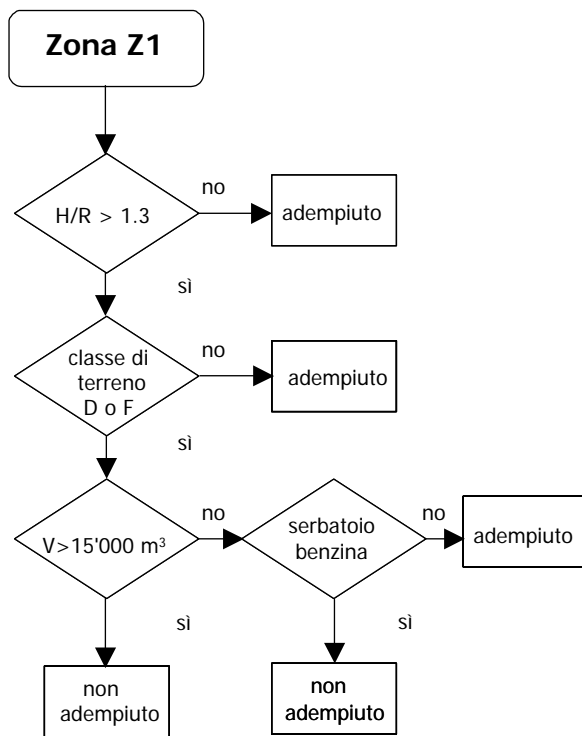 Zona Z1
H/R > 1.3
no
adempiuto
sì
classe di
terreno
D o F
no
adempiuto
sì
V>15'000 m³
no
serbatoio
benzina
no
adempiuto
sì
sì
non
adempiuto
non
adempiuto